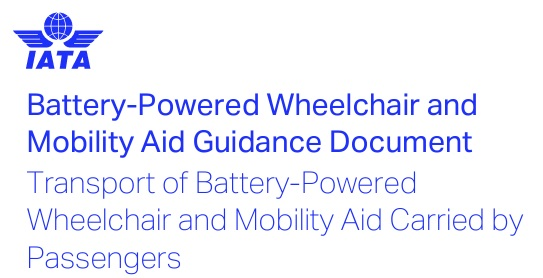 IATA
Battery-Powered Wheelchair and
Mobility Aid Guidance Document
Transport of Battery-Powered
Wheelchair and Mobility Aid Carried by
Passengers